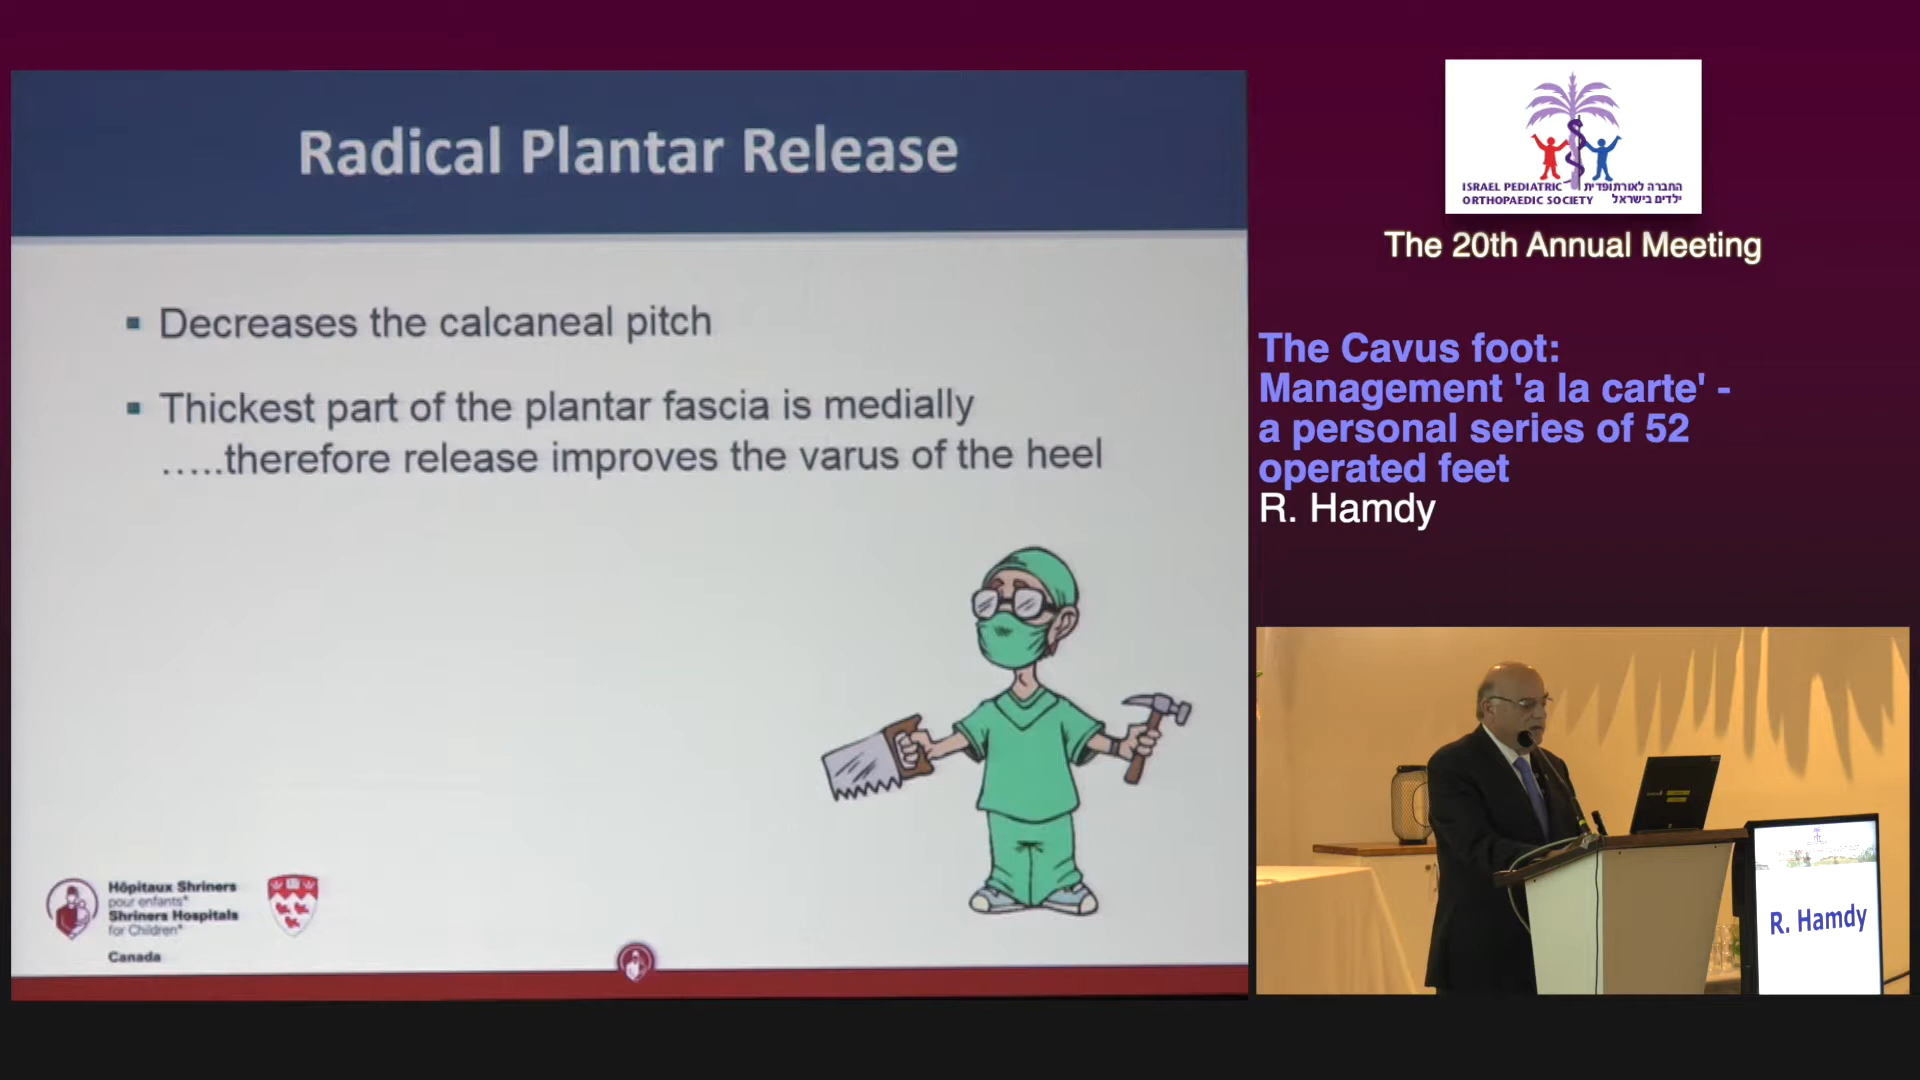 Radical Plantar Release
Decreases the calcaneal pitch
Thickest part of the plantar fascia is medially
…..therefore release improves the varus of the heel
Hôpitaux Shriners
pour enfants*
Shriners Hospitals
for Children*
Canada
ISRAEL PEDIATRIC
ORTHOPAEDIC SOCIETY
החברה לאורתופדית
ילדים בישראל
The 20th Annual Meeting
The Cavus foot:
Management 'a la carte' -
a personal series of 52
operated feet
R. Hamdy
R. Hamdy